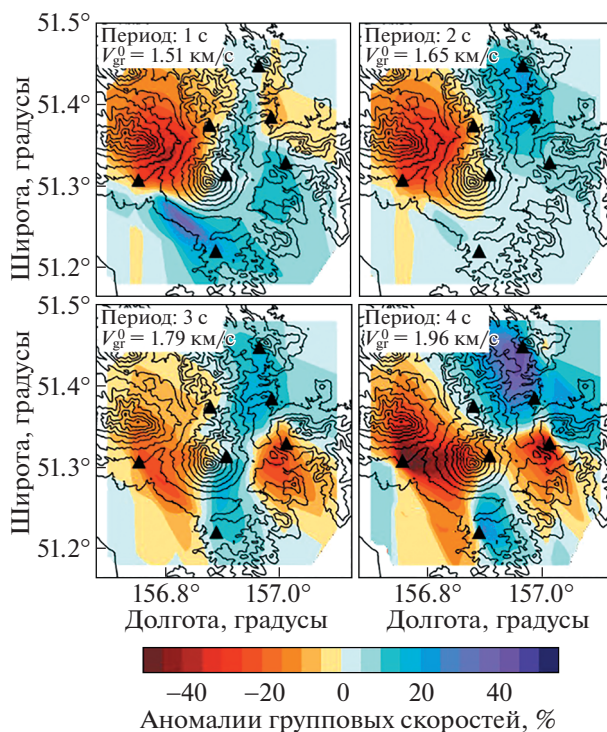 51.5°
Период: 1 с
V⁰gr = 1.51 км/с
Период: 2 с
V⁰gr = 1.65 км/с
51.4°
51.3°
51.2°
Широта, градусы
51.5°
Период: 3 с
V⁰gr = 1.79 км/с
Период: 4 с
V⁰gr = 1.96 км/с
51.4°
51.3°
51.2°
Широта, градусы
156.8° 157.0° 156.8° 157.0°
Долгота, градусы Долгота, градусы
−40 −20 0 20 40
Аномалии групповых скоростей, %